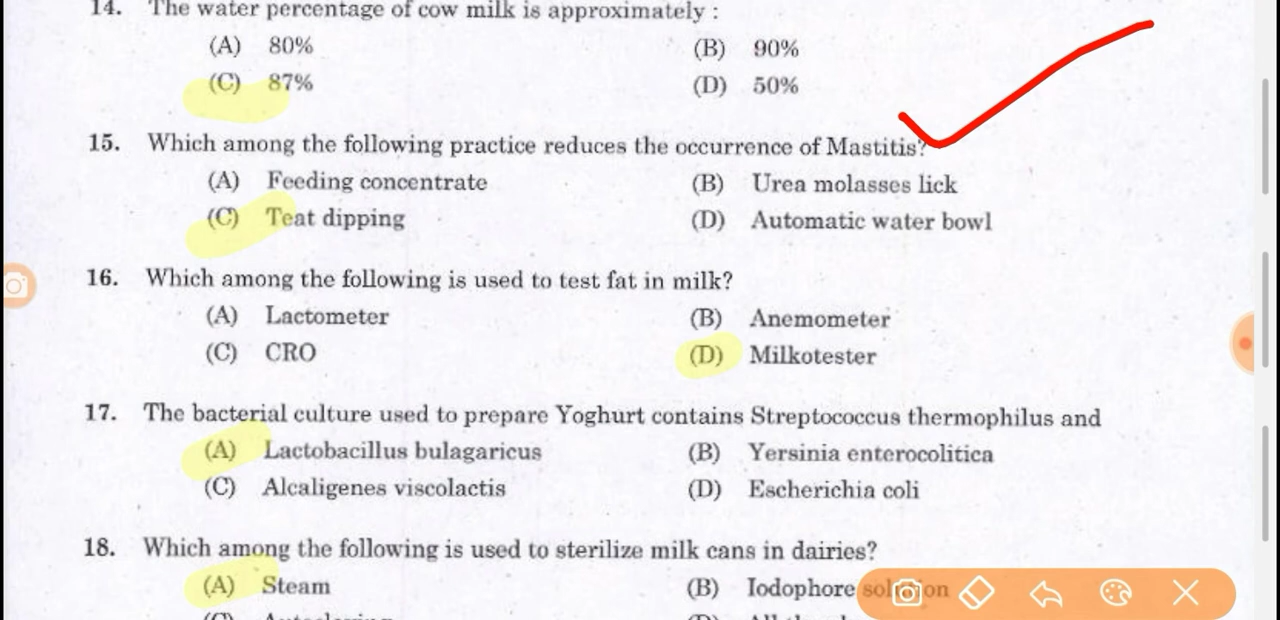 14. The water percentage of cow milk is approximately :
(A) 80% (B) 90%
(C) 87% (D) 50%
15. Which among the following practice reduces the occurrence of Mastitis?
(A) Feeding concentrate (B) Urea molasses lick
(C) Teat dipping (D) Automatic water bowl
16. Which among the following is used to test fat in milk?
(A) Lactometer (B) Anemometer
(C) CRO (D) Milkotester
17. The bacterial culture used to prepare Yoghurt contains Streptococcus thermophilus and
(A) Lactobacillus bulagaricus (B) Yersinia enterocolitica
(C) Alcaligenes viscolactis (D) Escherichia coli
18. Which among the following is used to sterilize milk cans in dairies?
(A) Steam (B) Iodophore solution